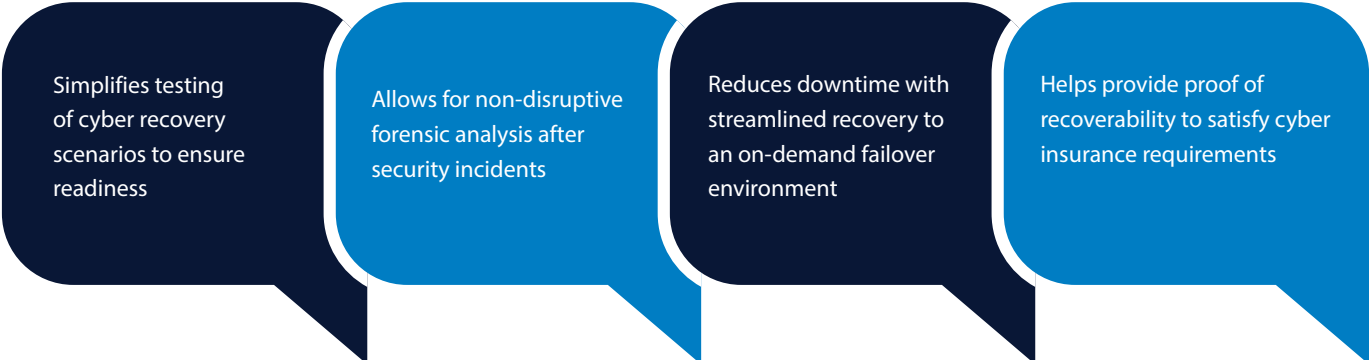 Simplifies testing
of cyber recovery
scenarios to ensure
readiness
Allows for non-disruptive
forensic analysis after
security incidents
Reduces downtime with
streamlined recovery to
an on-demand failover
environment
Helps provide proof of
recoverability to satisfy cyber
insurance requirements